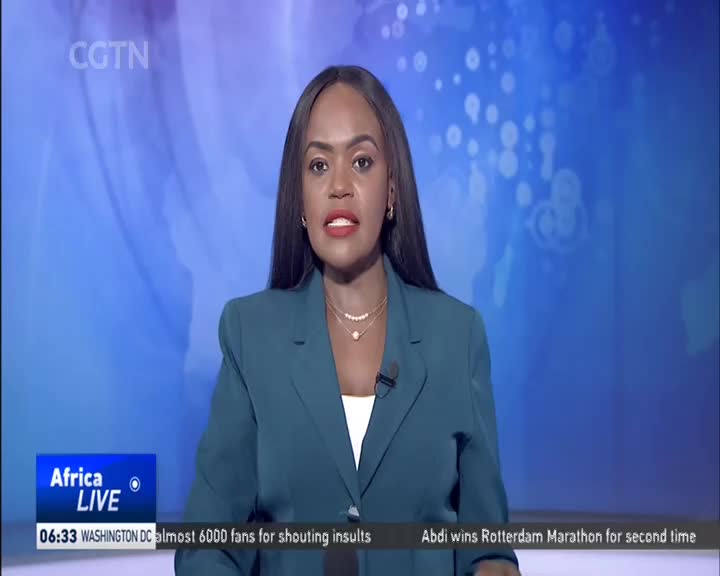 CGTN
Africa
LIVE
06:33 WASHINGTON DC almost 6000 fans for shouting insults Abdi wins Rotterdam Marathon for second time